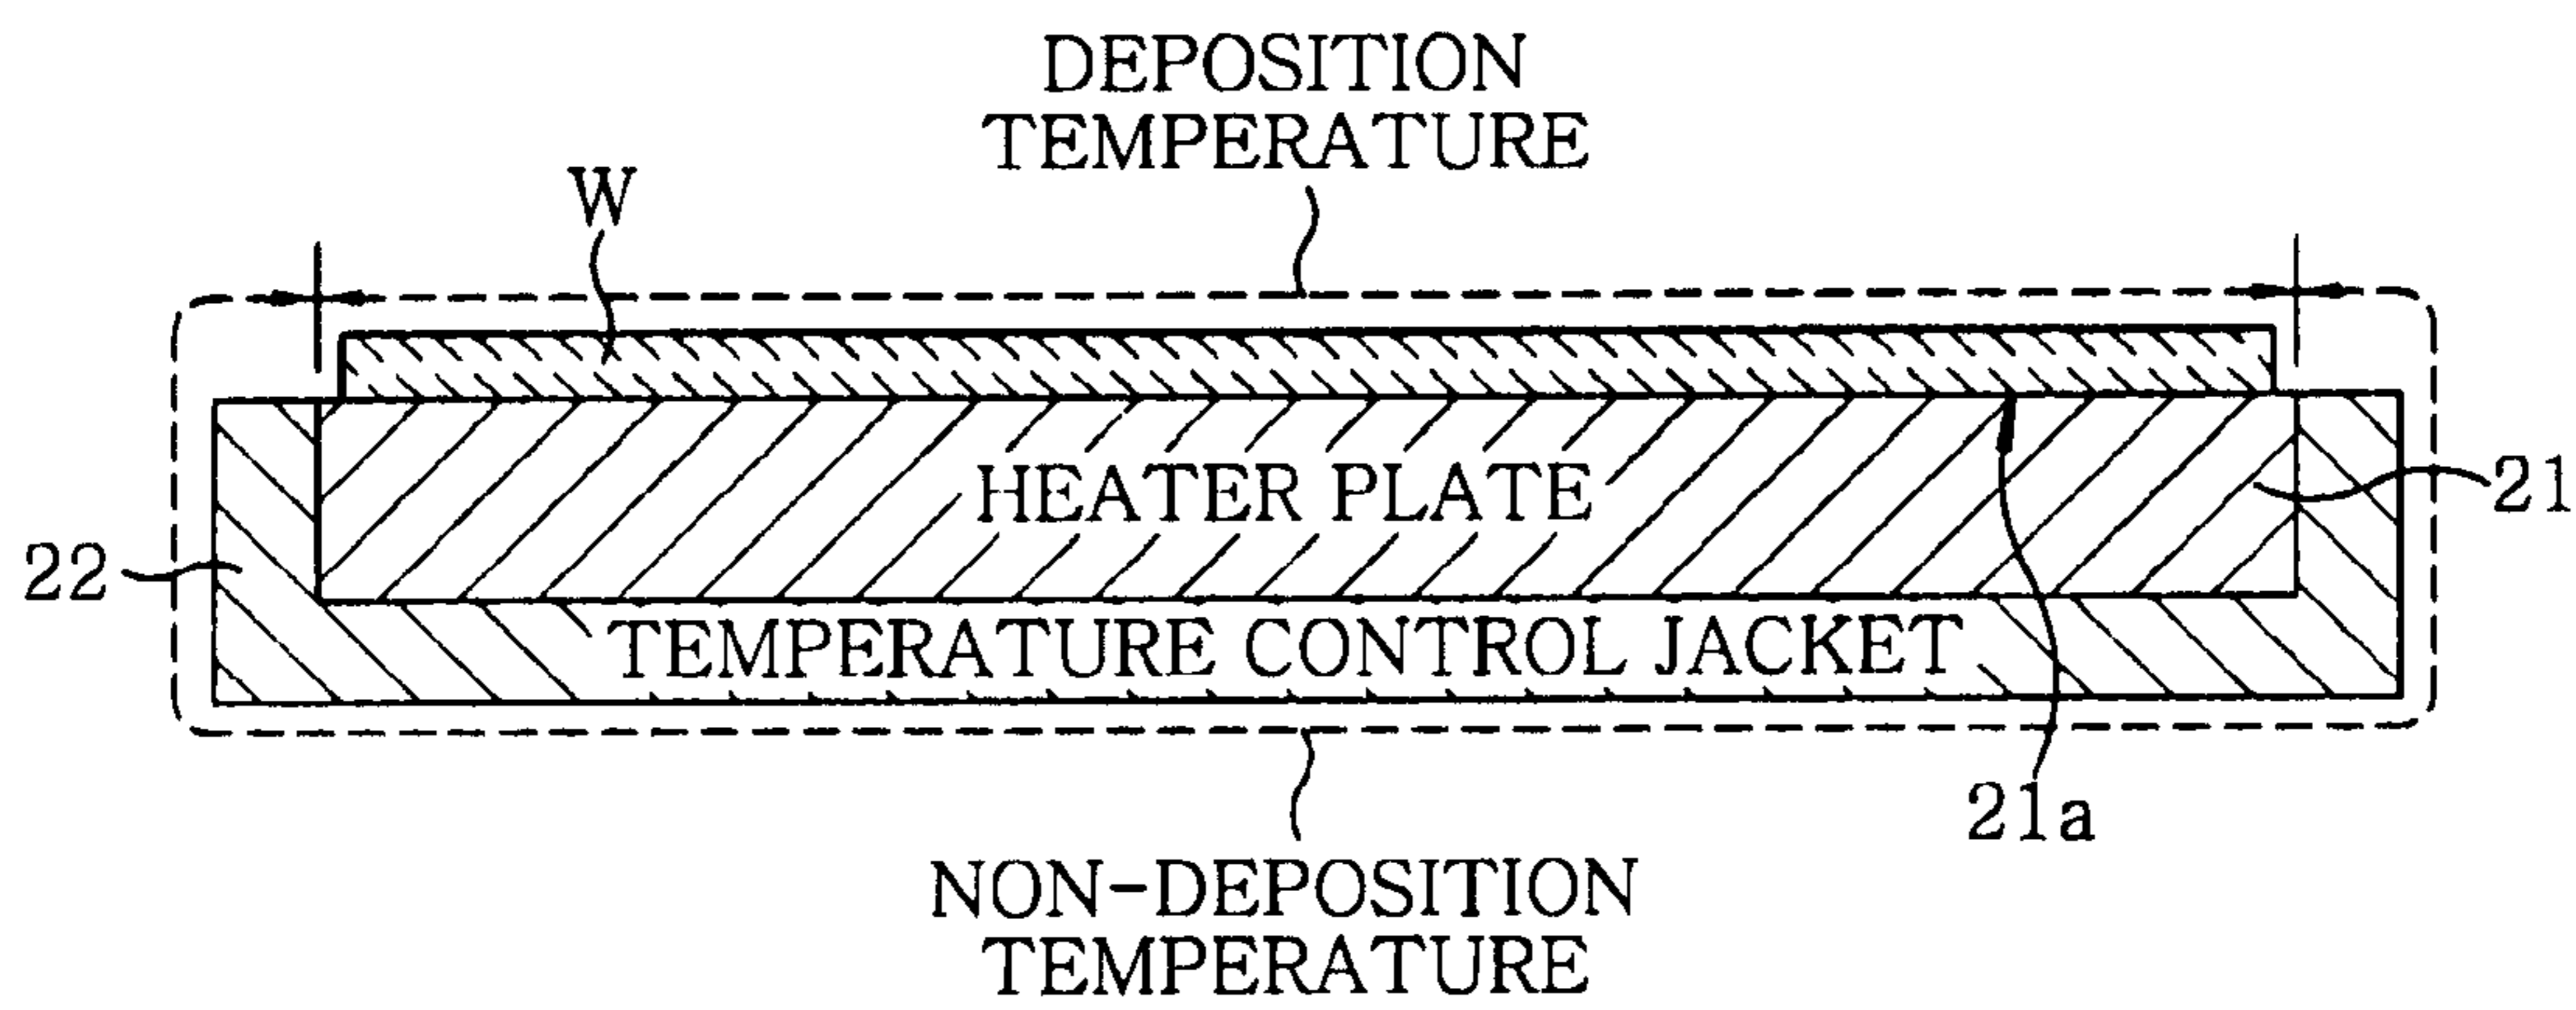 DEPOSITION
TEMPERATURE
W
HEATER PLATE
21
22
TEMPERATURE CONTROL JACKET
21a
NON-DEPOSITION
TEMPERATURE